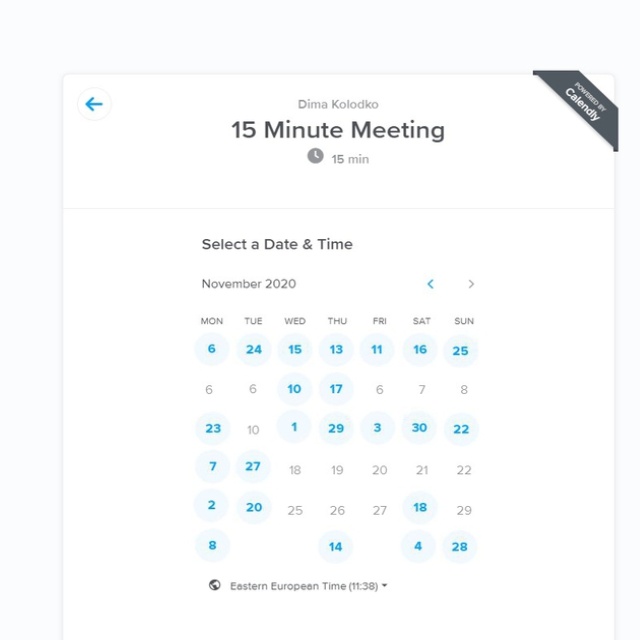 POWERED BY
Calendly
Dima Kolodko
15 Minute Meeting
15 min
Select a Date & Time
November 2020
MON TUE WED THU FRI SAT SUN
6 24 15 13 11 16 25
6 6 10 17 6 7 8
23 10 1 29 3 30 22
7 27 18 19 20 21 22
2 20 25 26 27 18 29
8 14 4 28
Eastern European Time (11:38)